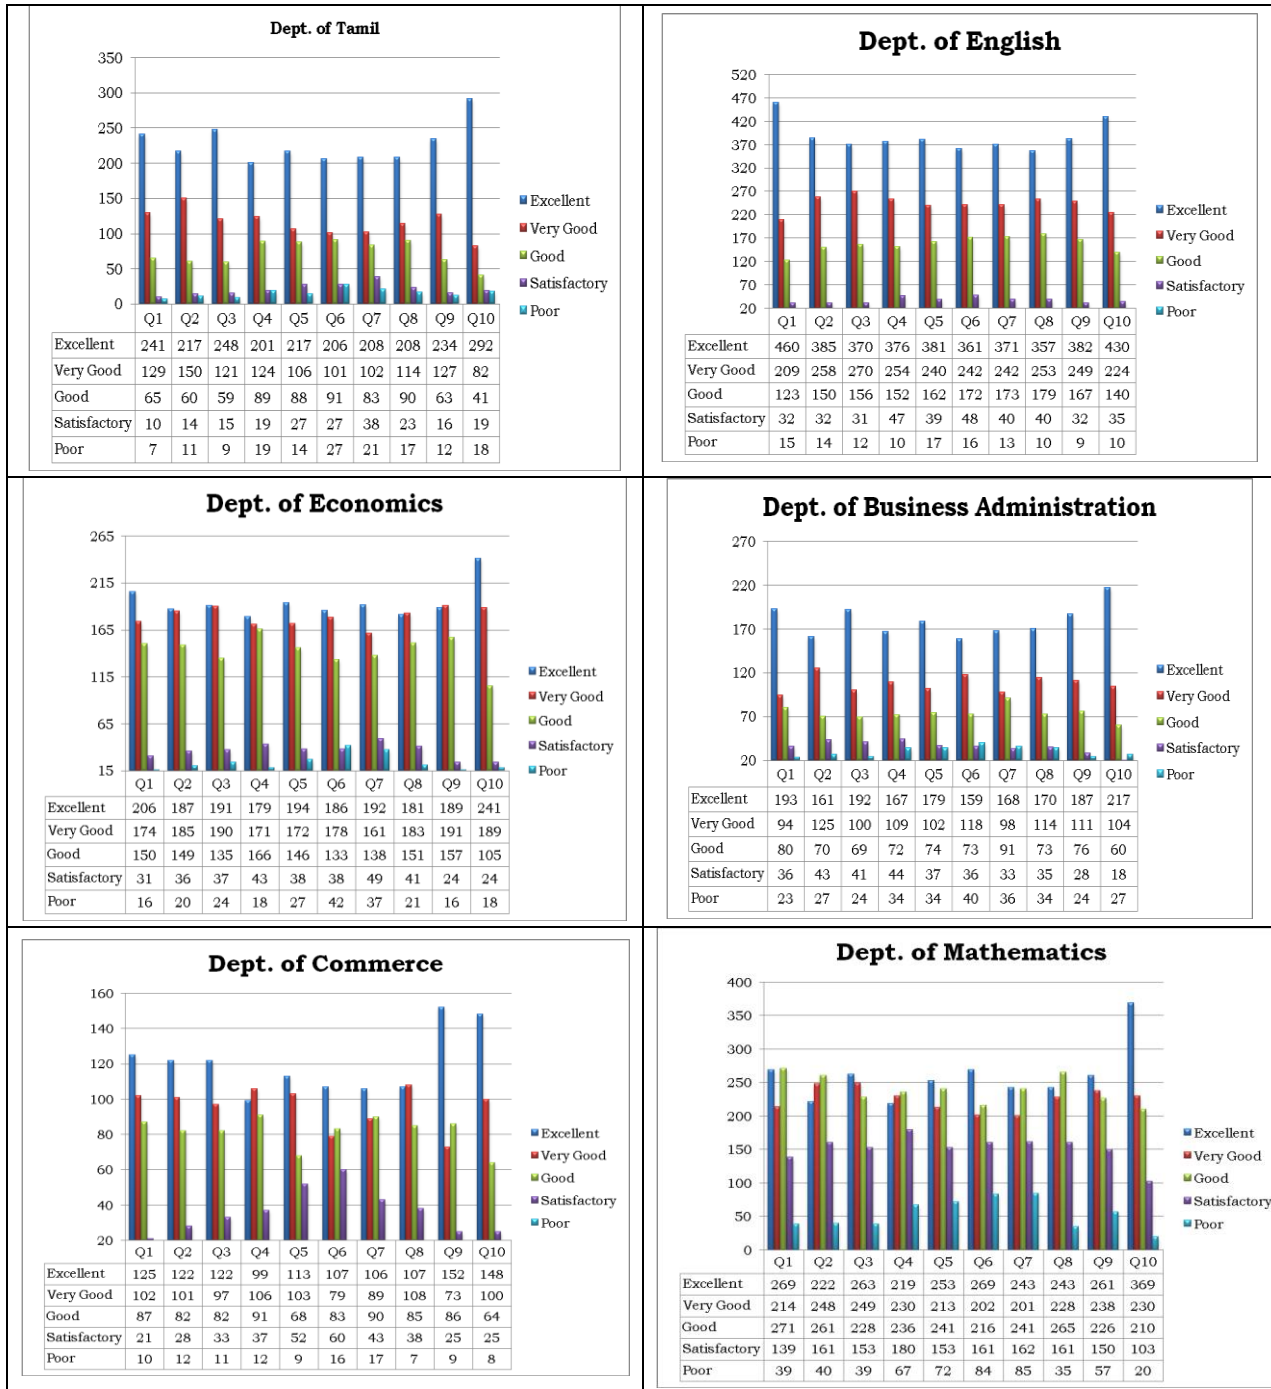 Dept. of Tamil
350
300
250
200
150
100
50
0
Excellent
Very Good
Good
Satisfactory
Poor
Q1 Q2 Q3 Q4 Q5 Q6 Q7 Q8 Q9 Q10
Excellent 241 217 248 201 217 206 208 208 234 292
Very Good 129 150 121 124 106 101 102 114 127 82
Good 65 60 59 89 88 91 83 90 63 41
Satisfactory 10 14 15 19 27 27 38 23 16 19
Poor 7 11 9 19 14 27 21 17 12 18
Dept. of English
520
470
420
370
320
270
220
170
120
70
20
Excellent
Very Good
Good
Satisfactory
Poor
Q1 Q2 Q3 Q4 Q5 Q6 Q7 Q8 Q9 Q10
Excellent 460 385 370 376 381 361 371 357 382 430
Very Good 209 258 270 254 240 242 242 253 249 224
Good 123 150 156 152 162 172 173 179 167 140
Satisfactory 32 32 31 47 39 48 40 40 32 35
Poor 15 14 12 10 17 16 13 10 9 10
Dept. of Economics
265
215
165
115
65
15
Excellent
Very Good
Good
Satisfactory
Poor
Q1 Q2 Q3 Q4 Q5 Q6 Q7 Q8 Q9 Q10
Excellent 206 187 191 179 194 186 192 181 189 241
Very Good 174 185 190 171 172 178 161 183 191 189
Good 150 149 135 166 146 133 138 151 157 105
Satisfactory 31 36 37 43 38 38 49 41 24 24
Poor 16 20 24 18 27 42 37 21 16 18
Dept. of Business Administration
270
220
170
120
70
20
Excellent
Very Good
Good
Satisfactory
Poor
Q1 Q2 Q3 Q4 Q5 Q6 Q7 Q8 Q9 Q10
Excellent 193 161 192 167 179 159 168 170 187 217
Very Good 94 125 100 109 102 118 98 114 111 104
Good 80 70 69 72 74 73 91 73 76 60
Satisfactory 36 43 41 44 37 36 33 35 28 18
Poor 23 27 24 34 34 40 36 34 24 27
Dept. of Commerce
160
140
120
100
80
60
40
20
Excellent
Very Good
Good
Satisfactory
Poor
Q1 Q2 Q3 Q4 Q5 Q6 Q7 Q8 Q9 Q10
Excellent 125 122 122 99 113 107 106 107 152 148
Very Good 102 101 97 106 103 79 89 108 73 100
Good 87 82 82 91 68 83 90 85 86 64
Satisfactory 21 28 33 37 52 60 43 38 25 25
Poor 10 12 11 12 9 16 17 7 9 8
Dept. of Mathematics
400
350
300
250
200
150
100
50
0
Excellent
Very Good
Good
Satisfactory
Poor
Q1 Q2 Q3 Q4 Q5 Q6 Q7 Q8 Q9 Q10
Excellent 269 222 263 219 253 269 243 243 261 369
Very Good 214 248 249 230 213 202 201 228 238 230
Good 271 261 228 236 241 216 241 265 226 210
Satisfactory 139 161 153 180 153 161 162 161 150 103
Poor 39 40 39 67 72 84 85 35 57 20